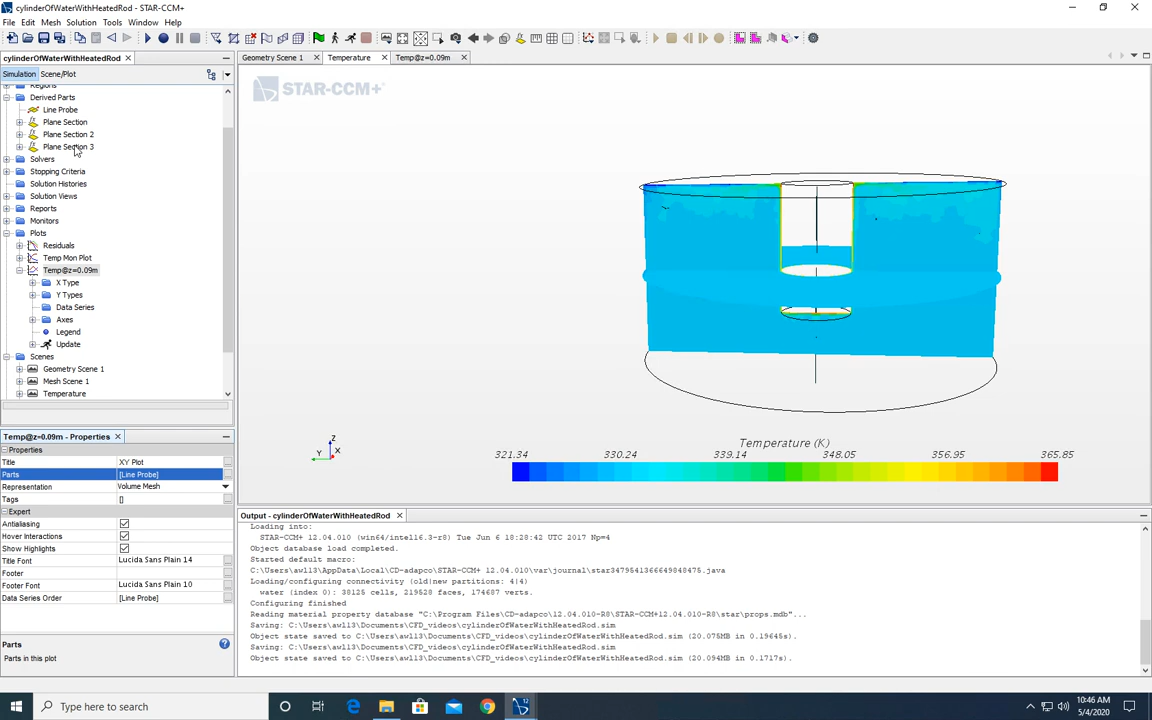 cylinderOfWaterWithHeatedRod - STAR-CCM+
File Edit Mesh Solution Tools Window Help
cylinderOfWaterWithHeatedRod
Simulation Scene/Plot
Regions
Derived Parts
Line Probe
Plane Section
Plane Section 2
Plane Section 3
Solvers
Stopping Criteria
Solution Histories
Solution Views
Reports
Monitors
Plots
Residuals
Temp Mon Plot
Temp@z=0.09m
X Type
Y Types
Data Series
Axes
Legend
Update
Scenes
Geometry Scene 1
Mesh Scene 1
Temperature
Temp@z=0.09m - Properties
Properties
Title XY Plot
Parts [Line Probe]
Representation Volume Mesh
Tags []
Expert
Antialiasing
Hover Interactions
Show Highlights
Title Font Lucida Sans Plain 14
Footer
Footer Font Lucida Sans Plain 10
Data Series Order [Line Probe]
Parts
Parts in this plot
Geometry Scene 1 Temperature Temp@z=0.09m
STAR-CCM+
Z
Y X
Temperature (K)
321.34 330.24 339.14 348.05 356.95 365.85
Output - cylinderOfWaterWithHeatedRod
Loading into:
STAR-CCM+ 12.04.010 (win64/intel16.3-r8) Tue Jun 6 18:28:42 UTC 2017 Np=4
Object database load completed.
Started default macro:
C:\Users\awll3\AppData\Local\CD-adapco\STAR-CCM+ 12.04.010\var\journal\star3479541366649848475.java
Loading/configuring connectivity (old|new partitions: 4|4)
water (index 0): 38125 cells, 219528 faces, 174687 verts.
Configuring finished
Reading material property database "C:\Program Files\CD-adapco\12.04.010-R8\STAR-CCM+12.04.010-R8\star\props.mdb"...
Saving: C:\Users\awll3\Documents\CFD_videos\cylinderOfWaterWithHeatedRod.sim
Object state saved to C:\Users\awll3\Documents\CFD_videos\cylinderOfWaterWithHeatedRod.sim (20.075MB in 0.19645s).
Saving: C:\Users\awll3\Documents\CFD_videos\cylinderOfWaterWithHeatedRod.sim
Object state saved to C:\Users\awll3\Documents\CFD_videos\cylinderOfWaterWithHeatedRod.sim (20.094MB in 0.1717s).
Type here to search
12
10:46 AM
5/4/2020